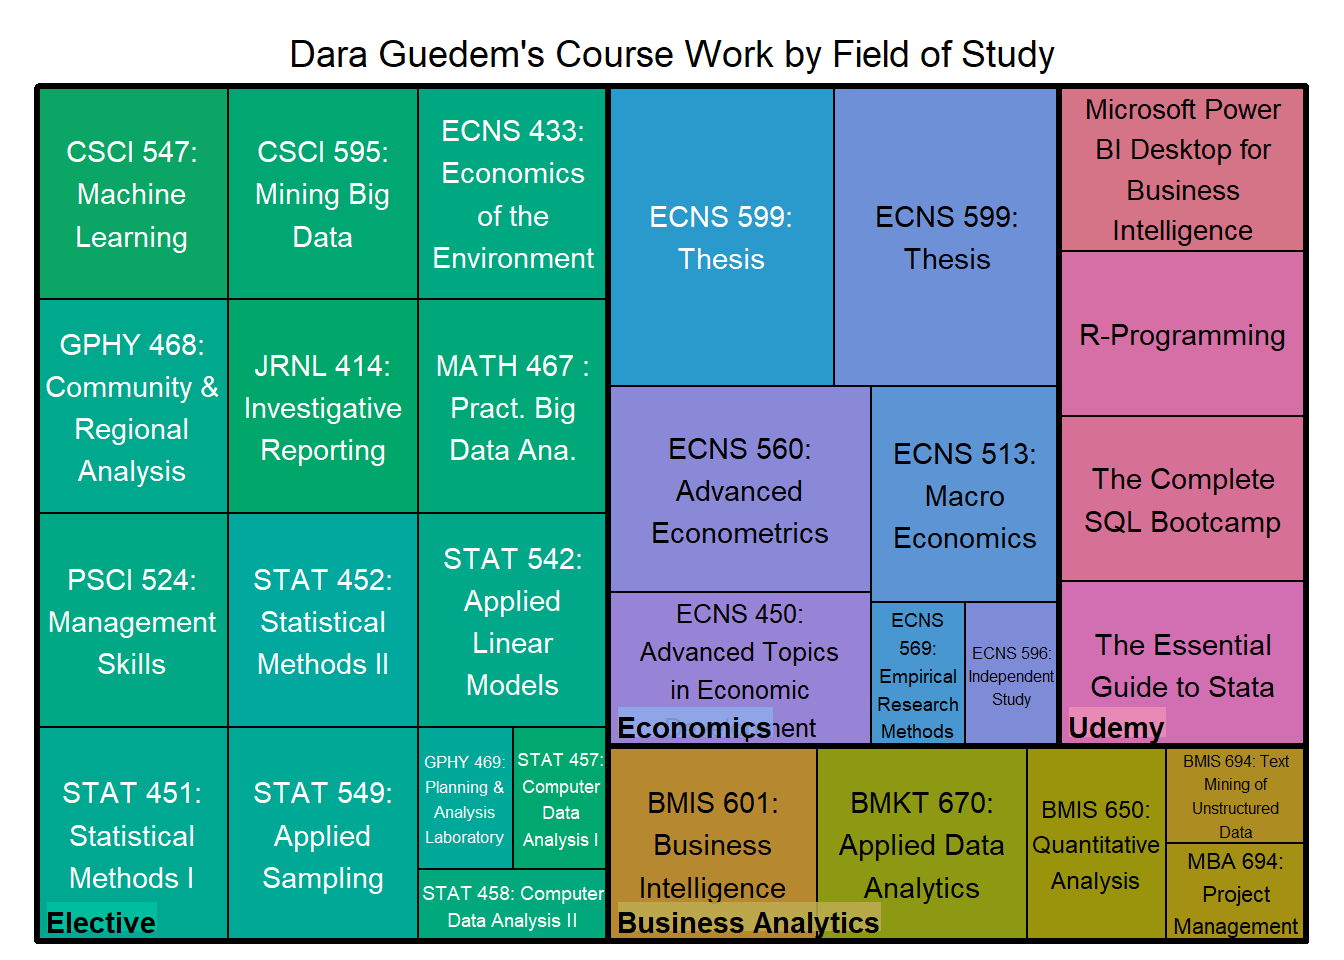 Dara Guedem's Course Work by Field of Study
CSCI 547:
Machine
Learning
CSCI 595:
Mining Big
Data
ECNS 433:
Economics
of the
Environment
GPHY 468:
Community &
Regional
Analysis
JRNL 414:
Investigative
Reporting
MATH 467 :
Pract. Big
Data Ana.
PSCI 524:
Management
Skills
STAT 452:
Statistical
Methods II
STAT 542:
Applied
Linear
Models
STAT 451:
Statistical
Methods I
STAT 549:
Applied
Sampling
GPHY 469:
Planning &
Analysis
Laboratory
STAT 457:
Computer
Data
Analysis I
STAT 458: Computer
Data Analysis II
Elective
ECNS 599:
Thesis
ECNS 599:
Thesis
ECNS 560:
Advanced
Econometrics
ECNS 513:
Macro
Economics
ECNS 450:
Advanced Topics
in Economic
ECNS
569:
Empirical
Research
Methods
ECNS 596:
Independent
Study
Economics
Microsoft Power
BI Desktop for
Business
Intelligence
R-Programming
The Complete
SQL Bootcamp
The Essential
Guide to Stata
Udemy
BMIS 601:
Business
Intelligence
BMKT 670:
Applied Data
Analytics
BMIS 650:
Quantitative
Analysis
BMIS 694: Text
Mining of
Unstructured
Data
MBA 694:
Project
Management
Business Analytics